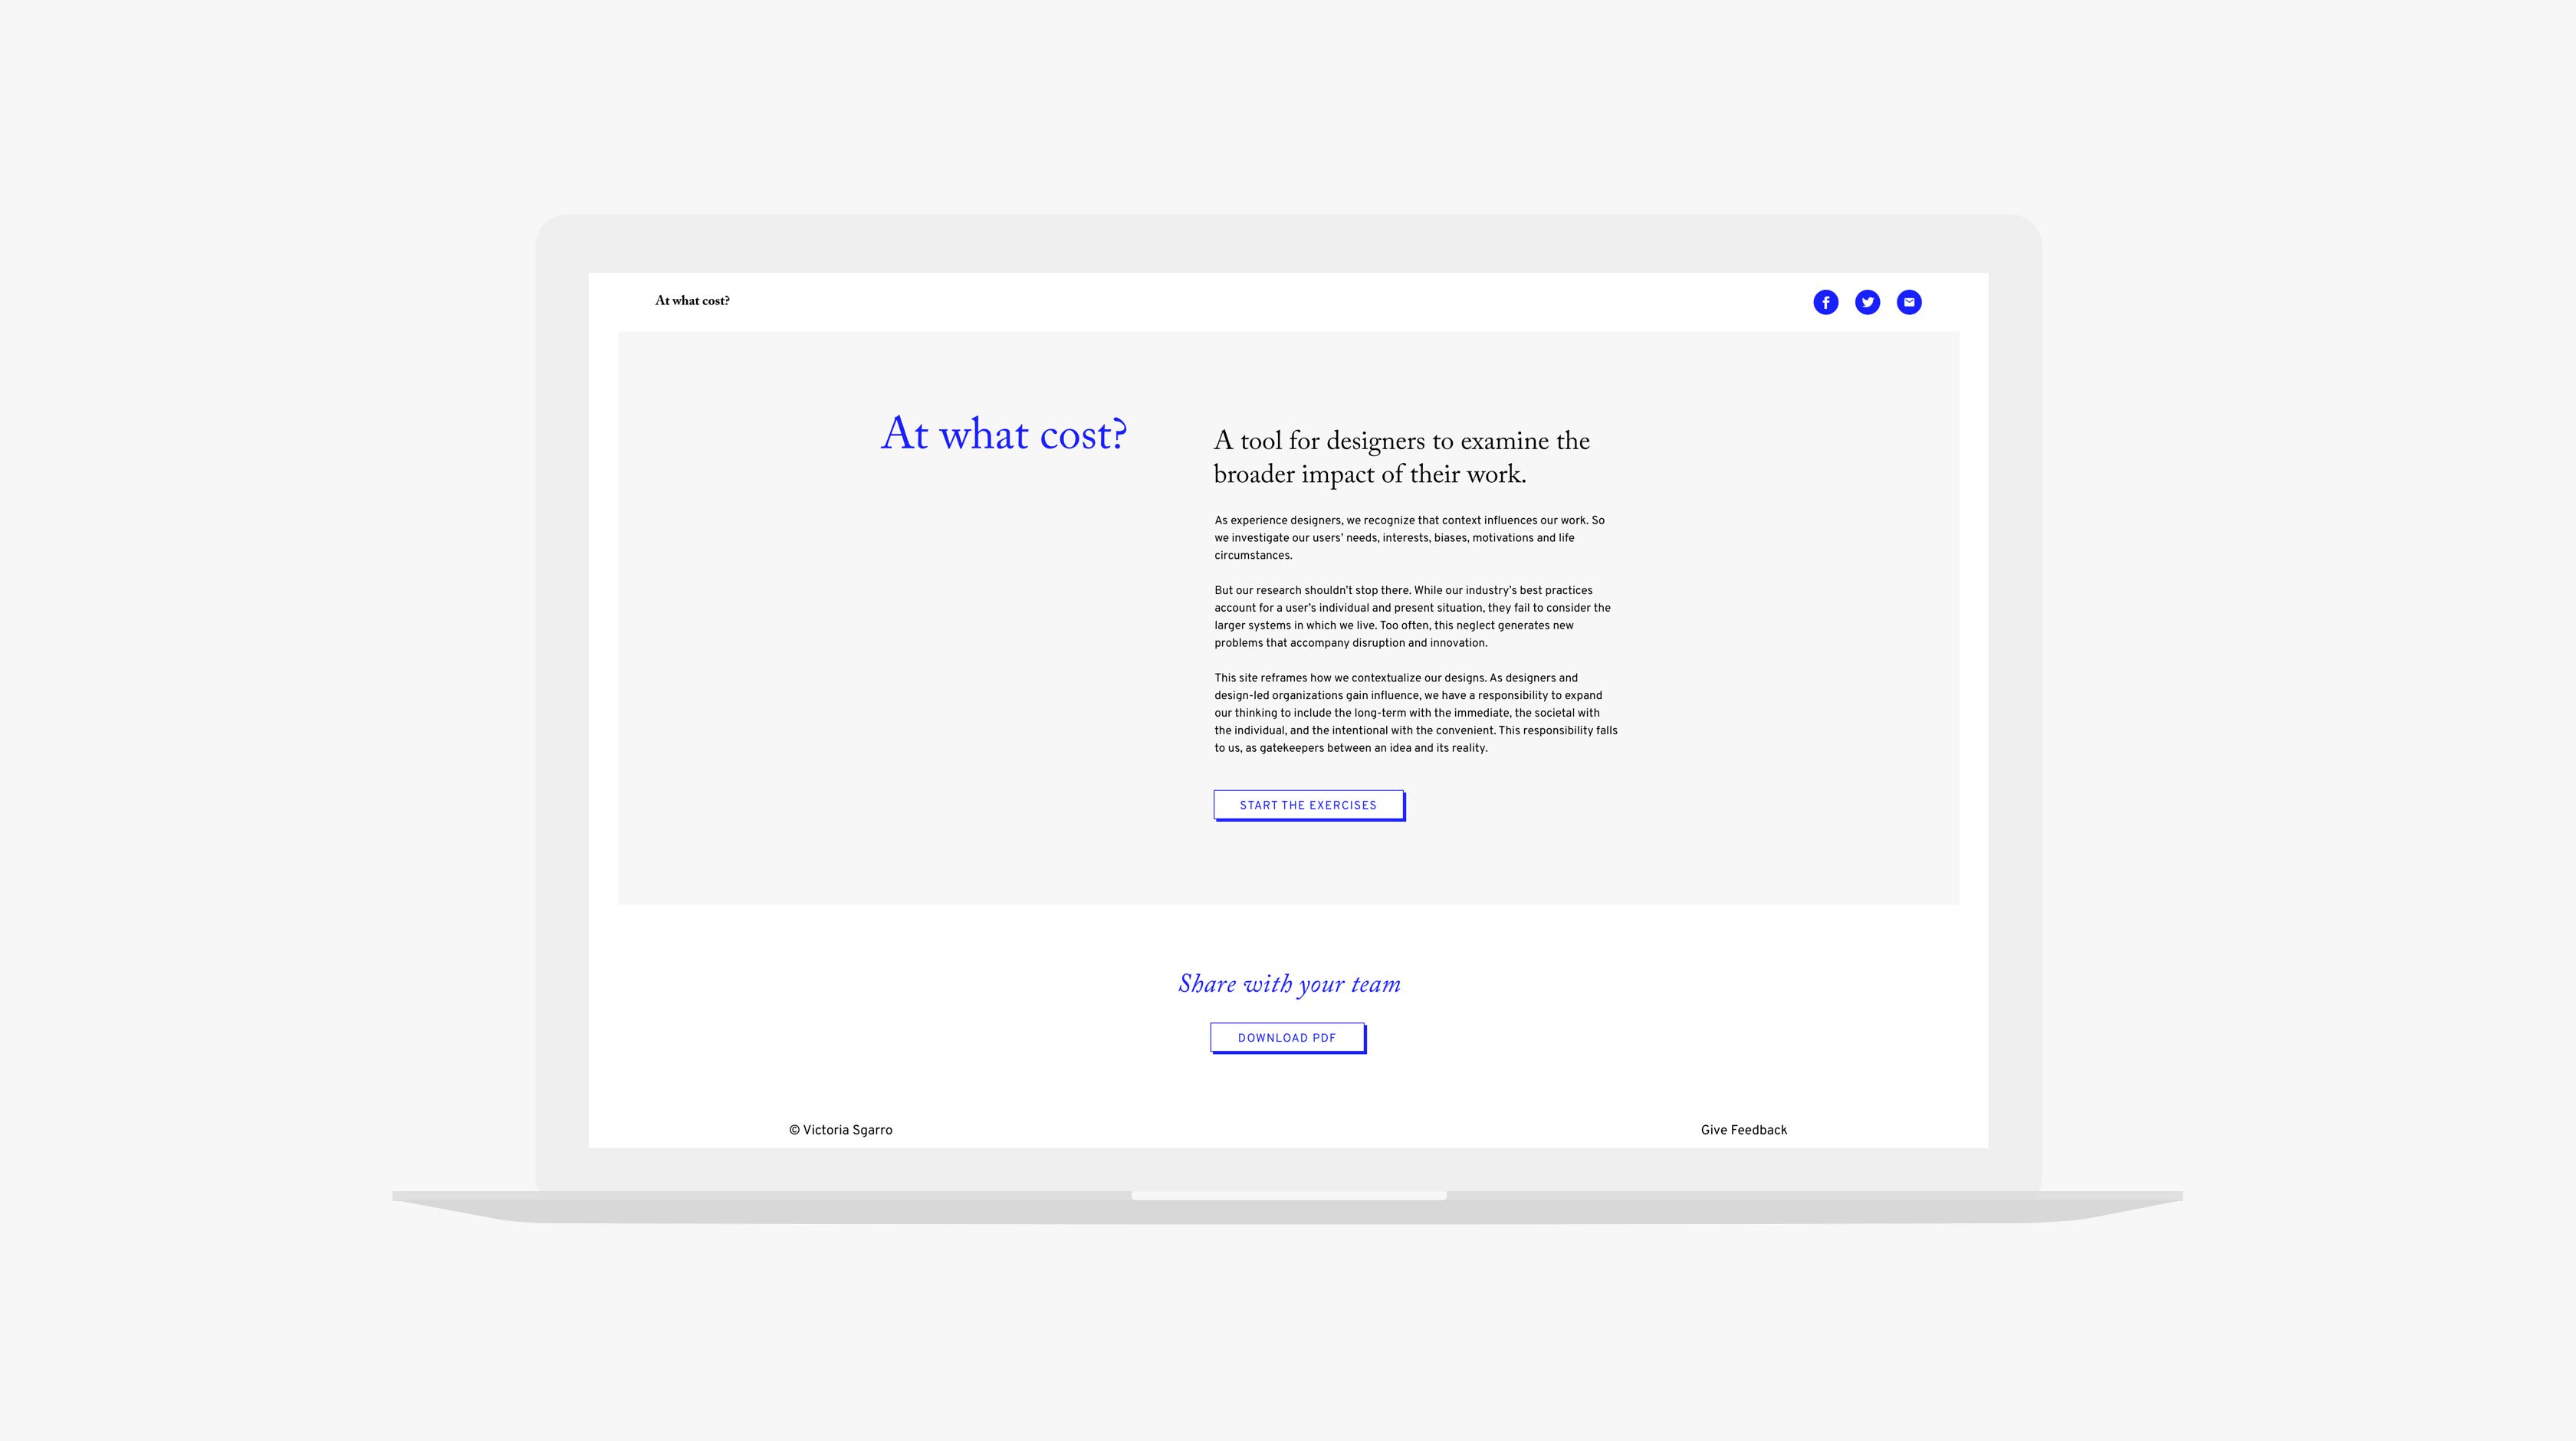 At what cost?
At what cost?
A tool for designers to examine the
broader impact of their work.
As experience designers, we recognize that context influences our work. So
we investigate our users’ needs, interests, biases, motivations and life
circumstances.
But our research shouldn’t stop there. While our industry’s best practices
account for a user’s individual and present situation, they fail to consider the
larger systems in which we live. Too often, this neglect generates new
problems that accompany disruption and innovation.
This site reframes how we contextualize our designs. As designers and
design-led organizations gain influence, we have a responsibility to expand
our thinking to include the long-term with the immediate, the societal with
the individual, and the intentional with the convenient. This responsibility falls
to us, as gatekeepers between an idea and its reality.
START THE EXERCISES
Share with your team
DOWNLOAD PDF
© Victoria Sgarro
Give Feedback